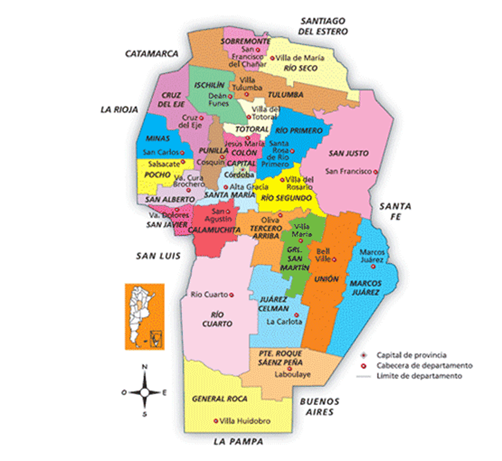 SANTIAGO
DEL ESTERO
CATAMARCA
SOBREMONTE
San
Francisco
del Chañar
Villa de María
RÍO SECO
ISCHILÍN
Villa
Tulumba
TULUMBA
LA RIOJA
CRUZ
DEL EJE
Deán
Funes
Villa del
Totoral
Cruz
del Eje
TOTORAL
RÍO PRIMERO
MINAS
San Carlos
PUNILLA
Cosquín
Jesús María
COLÓN
Santa
Rosa de
Río
Primero
SAN JUSTO
Salsacate
POCHO
CAPITAL
Córdoba
San Francisco
Va. Cura
Brochero
Alta Gracia
Villa del
Rosario
SAN ALBERTO
SANTA MARÍA
RÍO SEGUNDO
SANTA
FE
Va. Dolores
SAN JAVIER
San
Agustín
CALAMUCHITA
Oliva
TERCERO
ARRIBA
Villa
María
GRL.
SAN
MARTÍN
Bell
Ville
UNIÓN
Marcos
Juárez
MARCOS
JUÁREZ
SAN LUIS
Río Cuarto
RÍO
CUARTO
JUÁREZ
CELMAN
La Carlota
PTE. ROQUE
SÁENZ PEÑA
Laboulaye
Capital de provincia
Cabecera de departamento
Límite de departamento
N
O
E
S
GENERAL ROCA
BUENOS
AIRES
Villa Huidobro
LA PAMPA